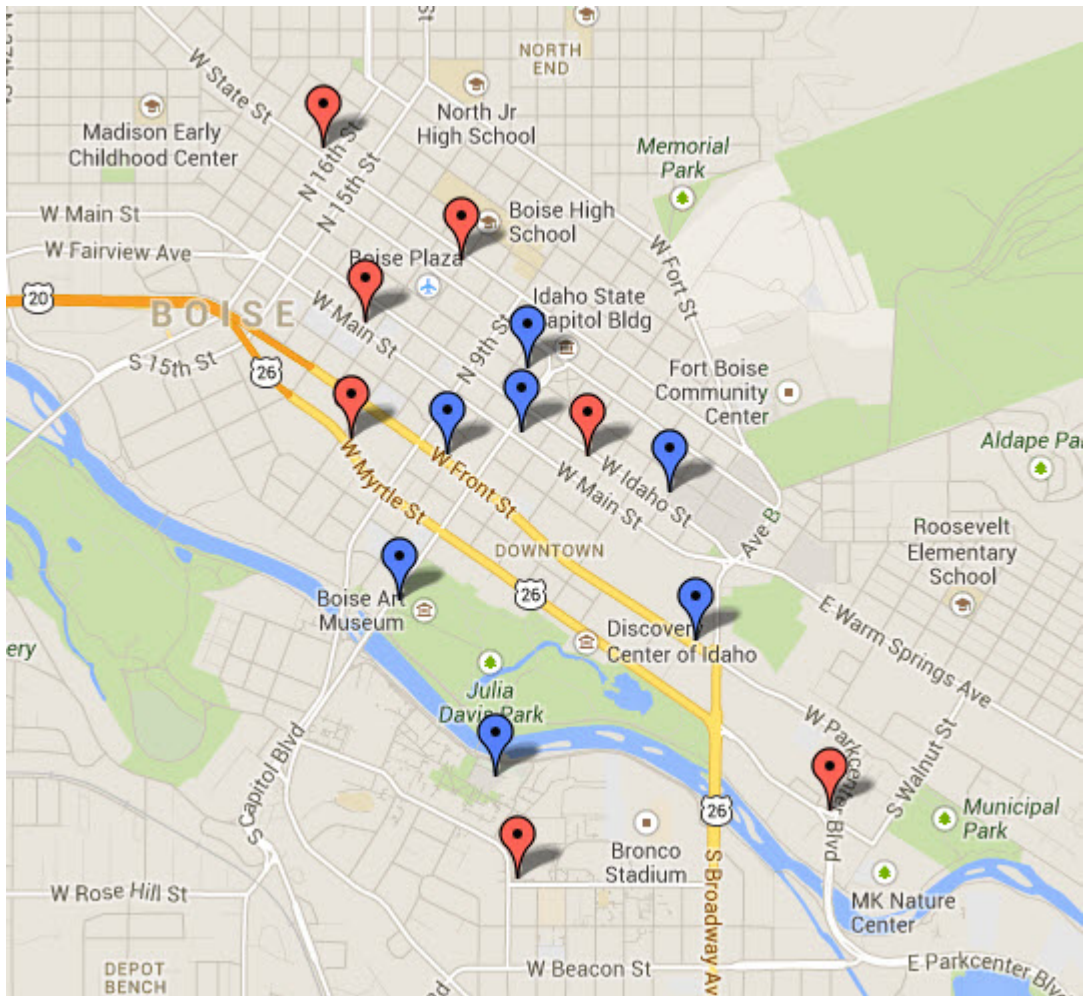 W State St
NORTH
END
Madison Early
Childhood Center
N 16th St
N 15th St
North Jr
High School
Memorial
Park
W Main St
W Fairview Ave
Boise Plaza
Boise High
School
W Fort St
20
BOISE
W Main St
N 9th St
Idaho State
Capitol Bldg
S 15th St
26
Fort Boise
Community
Center
Aldape Par
W Myrtle St
W Front St
W Idaho St
W Main St
Ave B
DOWNTOWN
Roosevelt
Elementary
School
Boise Art
Museum
26
Discovery
Center of Idaho
E Warm Springs Ave
ery
Julia
Davis Park
S Capitol Blvd
W Parkcenter Blvd
S Walnut St
26
Municipal
Park
Bronco
Stadium
S Broadway Av
MK Nature
Center
W Rose Hill St
DEPOT
BENCH
W Beacon St
E Parkcenter Blv